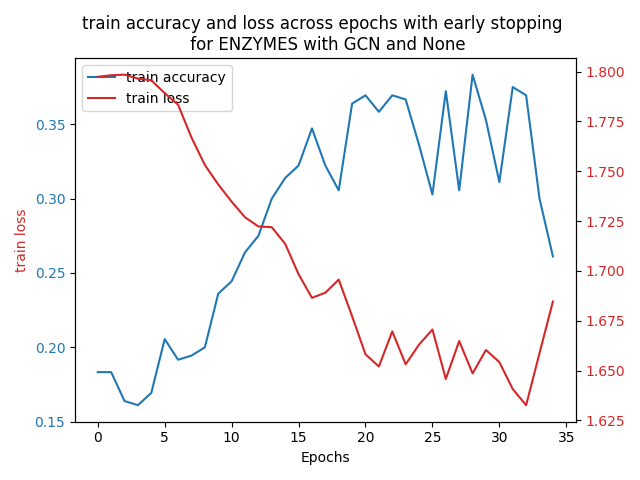 train accuracy and loss across epochs with early stopping
for ENZYMES with GCN and None
train accuracy
train loss
0.35
0.30
0.25
0.20
0.15
train loss
1.800
1.775
1.750
1.725
1.700
1.675
1.650
1.625
0 5 10 15 20 25 30 35
Epochs